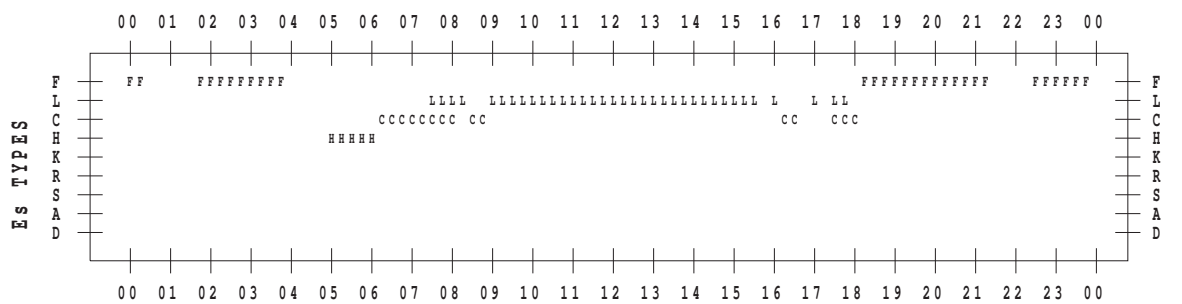 00 01 02 03 04 05 06 07 08 09 10 11 12 13 14 15 16 17 18 19 20 21 22 23 00
F FF FFFFFFFFF FFFFFFFFFFFFF FFFFFF F
L LLLL LLLLLLLLLLLLLLLLLLLLLLLLLLL L L LL L
C CCCCCCCC CC CC CCC C
H HHHHH H
K K
R R
S S
A A
D D
Es TYPES
00 01 02 03 04 05 06 07 08 09 10 11 12 13 14 15 16 17 18 19 20 21 22 23 00